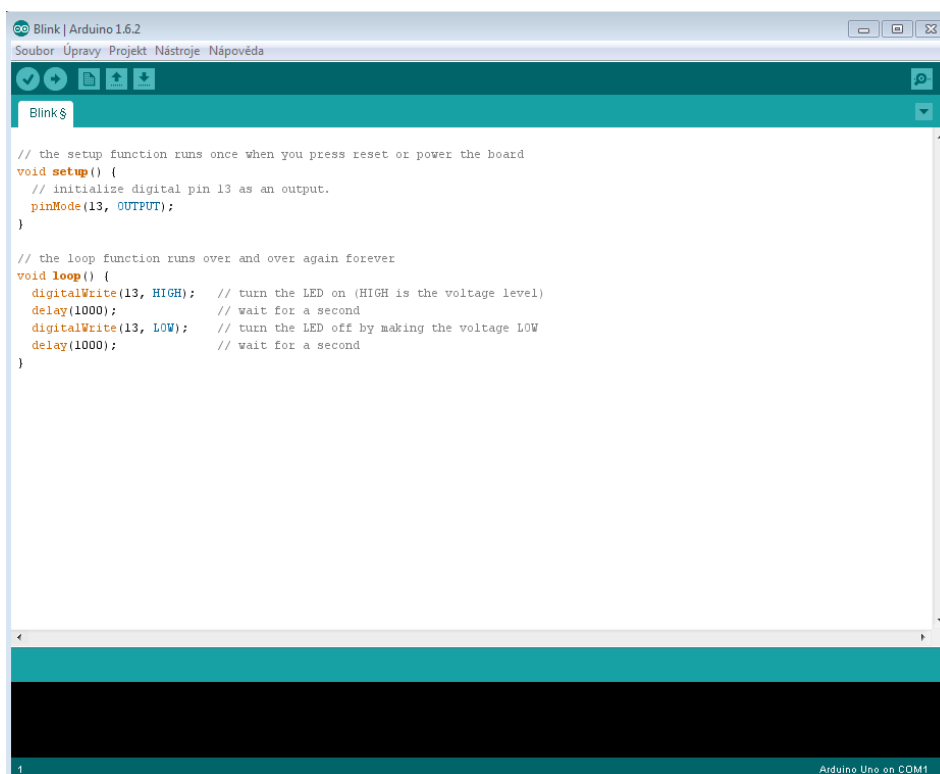 Blink | Arduino 1.6.2
Soubor Úpravy Projekt Nástroje Nápověda
Blink §
// the setup function runs once when you press reset or power the board
void setup() {
  // initialize digital pin 13 as an output.
  pinMode(13, OUTPUT);
}
// the loop function runs over and over again forever
void loop() {
  digitalWrite(13, HIGH);   // turn the LED on (HIGH is the voltage level)
  delay(1000);              // wait for a second
  digitalWrite(13, LOW);    // turn the LED off by making the voltage LOW
  delay(1000);              // wait for a second
}
1 Arduino Uno on COM1